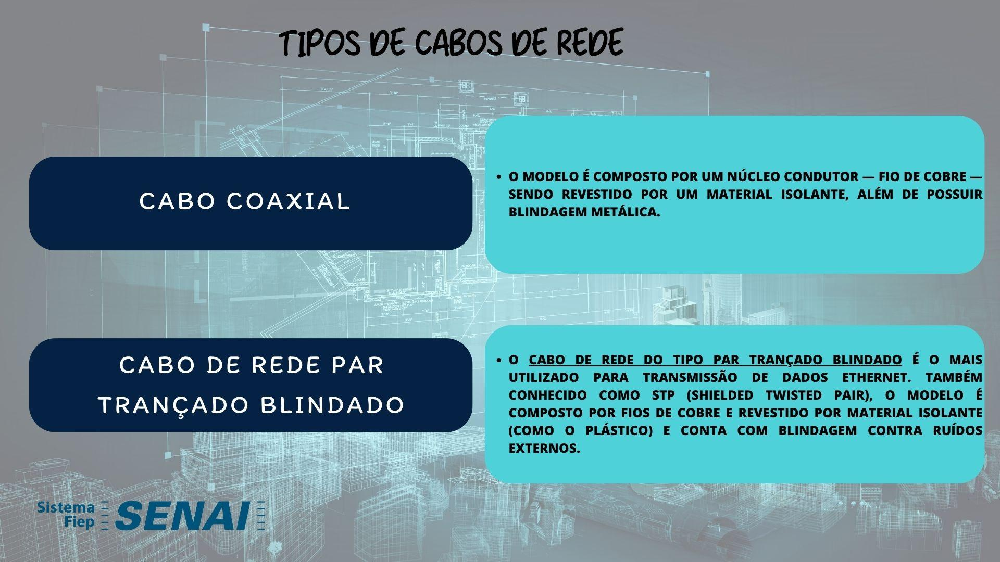 TIPOS DE CABOS DE REDE
CABO COAXIAL
• O MODELO É COMPOSTO POR UM NÚCLEO CONDUTOR — FIO DE COBRE —
SENDO REVESTIDO POR UM MATERIAL ISOLANTE, ALÉM DE POSSUIR
BLINDAGEM METÁLICA.
CABO DE REDE PAR
TRANÇADO BLINDADO
• O CABO DE REDE DO TIPO PAR TRANÇADO BLINDADO É O MAIS
UTILIZADO PARA TRANSMISSÃO DE DADOS ETHERNET. TAMBÉM
CONHECIDO COMO STP (SHIELDED TWISTED PAIR), O MODELO É
COMPOSTO POR FIOS DE COBRE E REVESTIDO POR MATERIAL ISOLANTE
(COMO O PLÁSTICO) E CONTA COM BLINDAGEM CONTRA RUÍDOS
EXTERNOS.
Sistema
Fiep
SENAI